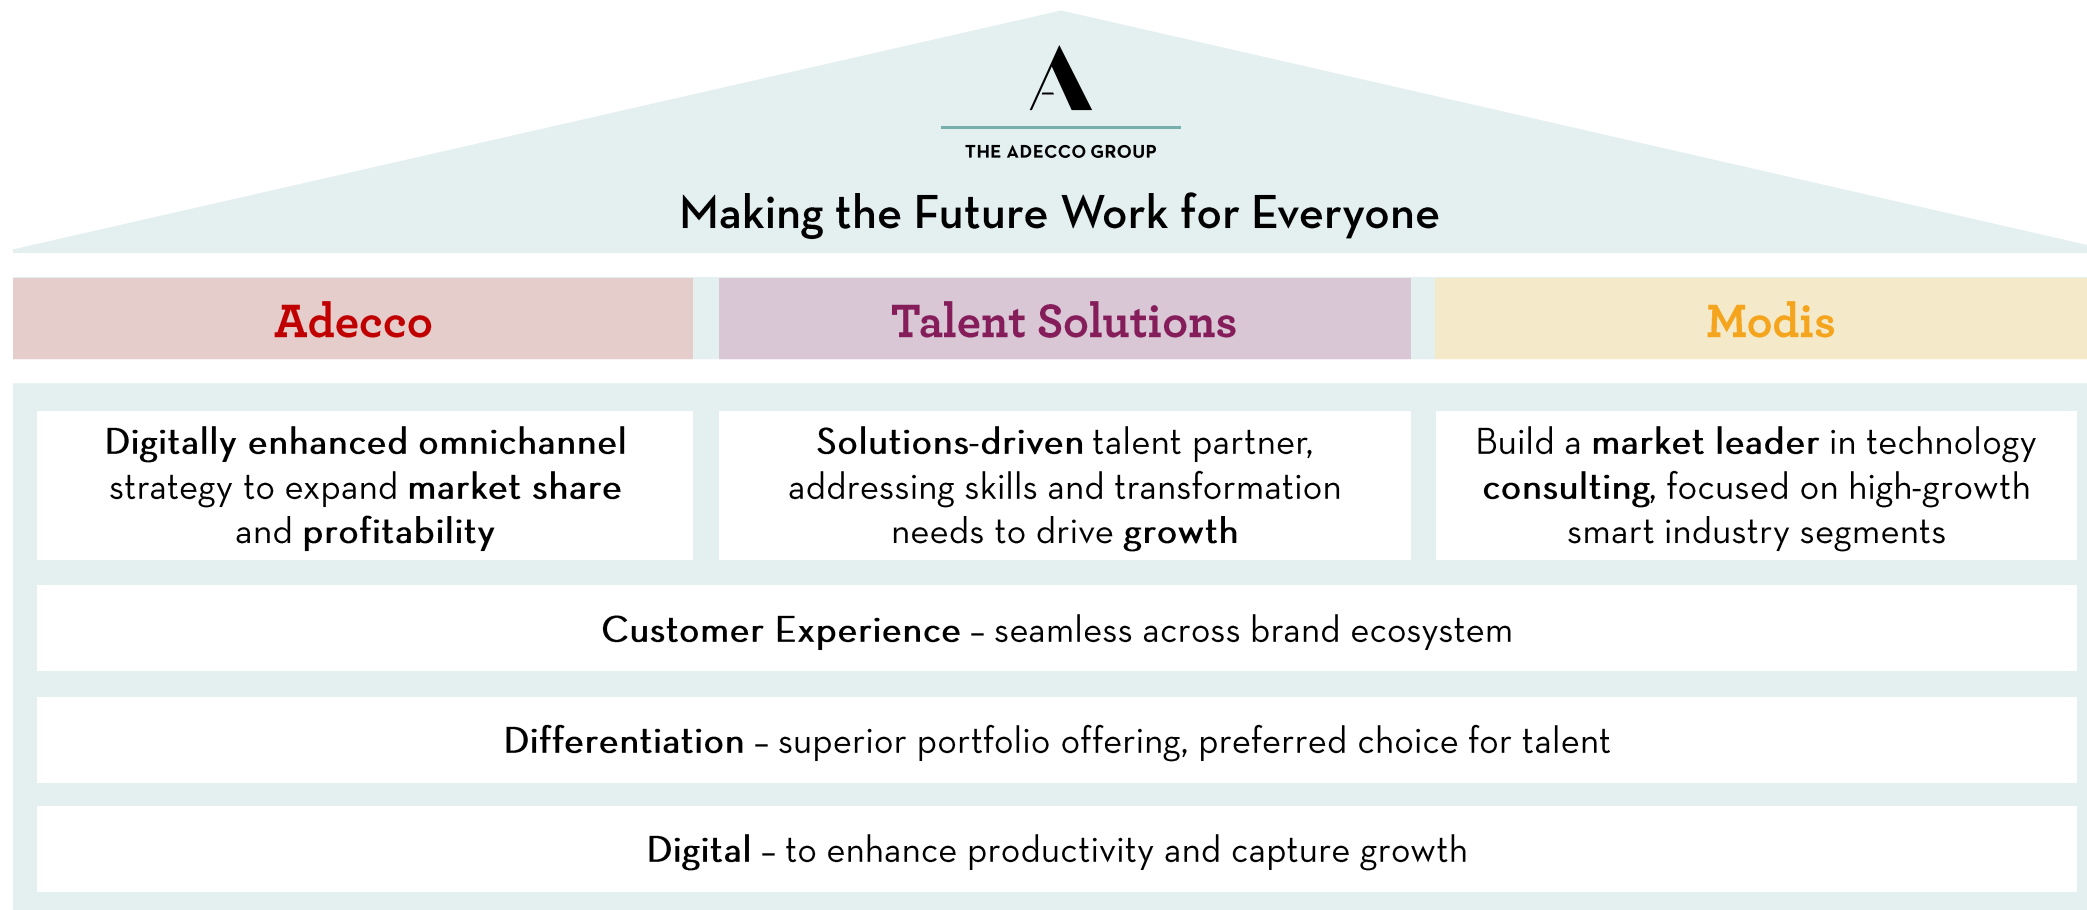 A
THE ADECCO GROUP
Making the Future Work for Everyone
Adecco
Talent Solutions
Modis
Digitally enhanced omnichannel
strategy to expand market share
and profitability
Solutions-driven talent partner,
addressing skills and transformation
needs to drive growth
Build a market leader in technology
consulting, focused on high-growth
smart industry segments
Customer Experience – seamless across brand ecosystem
Differentiation – superior portfolio offering, preferred choice for talent
Digital – to enhance productivity and capture growth